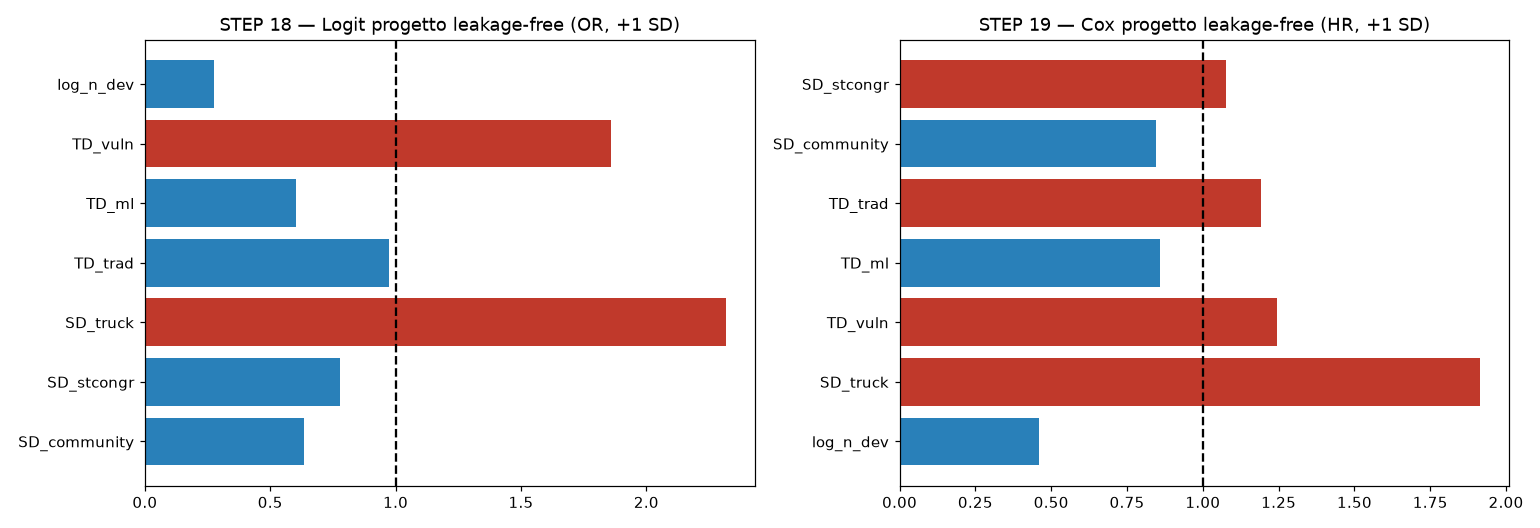 STEP 18 — Logit progetto leakage-free (OR, +1 SD)
log_n_dev
TD_vuln
TD_ml
TD_trad
SD_truck
SD_stcongr
SD_community
0.0 0.5 1.0 1.5 2.0
STEP 19 — Cox progetto leakage-free (HR, +1 SD)
SD_stcongr
SD_community
TD_trad
TD_ml
TD_vuln
SD_truck
log_n_dev
0.00 0.25 0.50 0.75 1.00 1.25 1.50 1.75 2.00